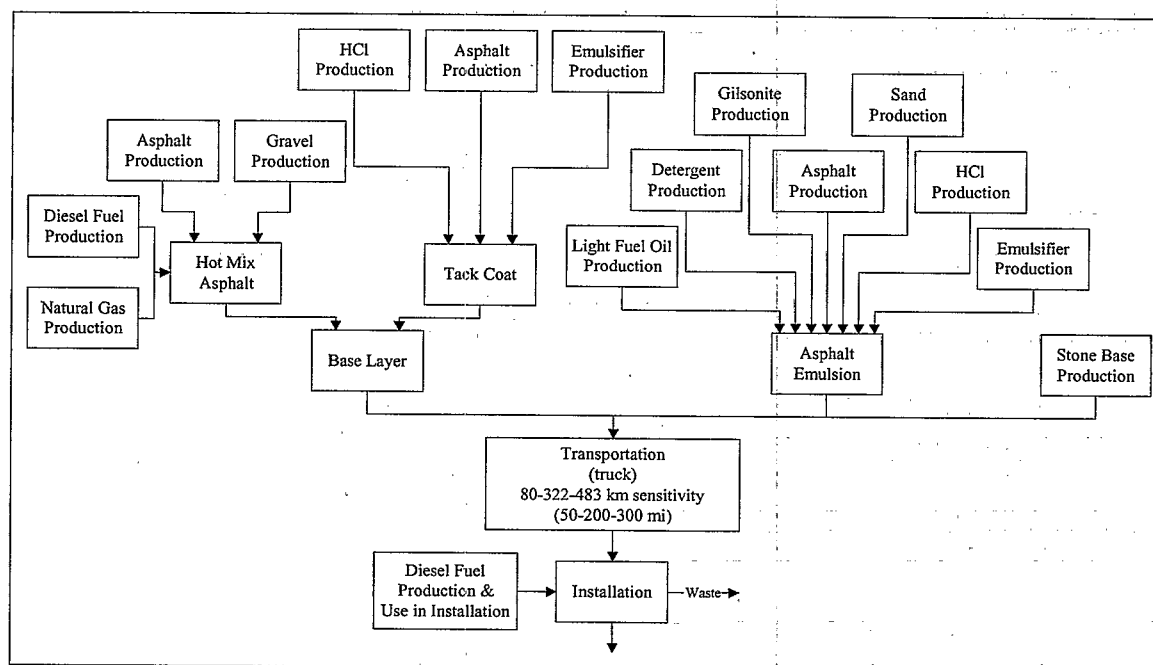 HCl
Production
Asphalt
Production
Emulsifier
Production
Gilsonite
Production
Sand
Production
Asphalt
Production
Gravel
Production
Detergent
Production
Asphalt
Production
HCl
Production
Diesel Fuel
Production
Hot Mix
Asphalt
Tack Coat
Light Fuel Oil
Production
Emulsifier
Production
Natural Gas
Production
Base Layer
Asphalt
Emulsion
Stone Base
Production
Transportation
(truck)
80-322-483 km sensitivity
(50-200-300 mi)
Diesel Fuel
Production &
Use in Installation
Installation
Waste